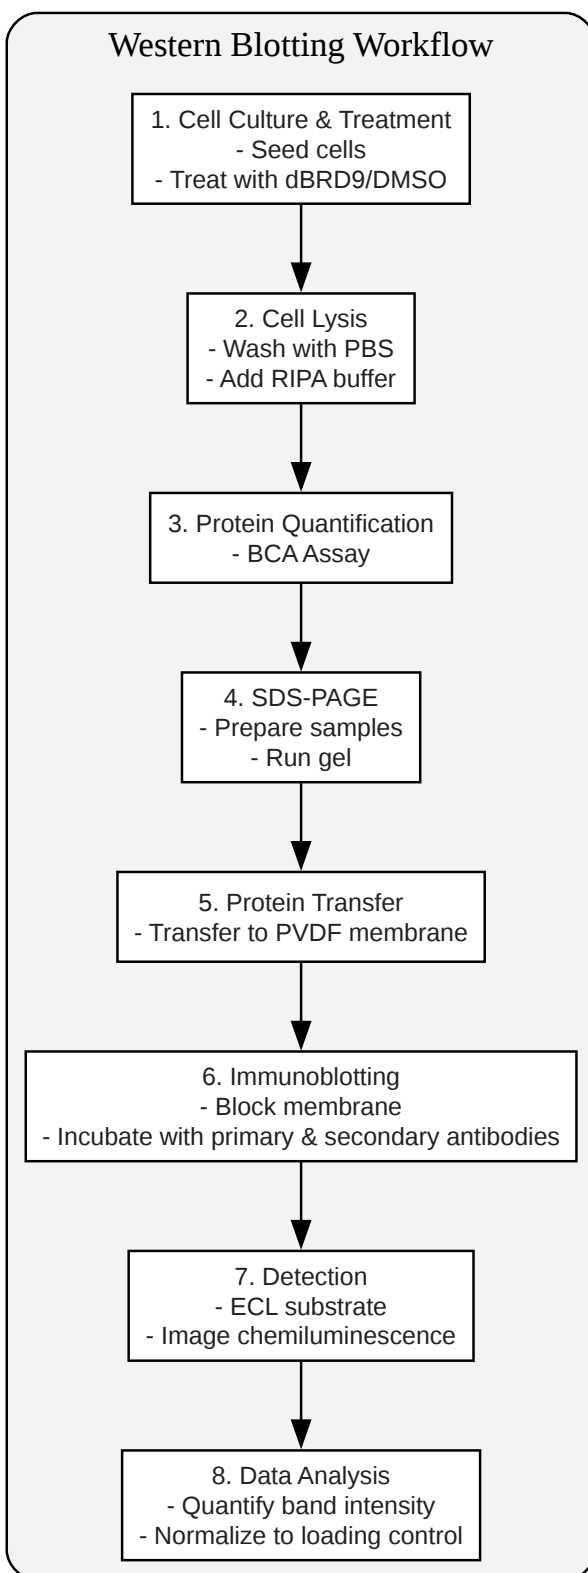 Western Blotting Workflow
1. Cell Culture & Treatment
- Seed cells
- Treat with dBRD9/DMSO
2. Cell Lysis
- Wash with PBS
- Add RIPA buffer
3. Protein Quantification
- BCA Assay
4. SDS-PAGE
- Prepare samples
- Run gel
5. Protein Transfer
- Transfer to PVDF membrane
6. Immunoblotting
- Block membrane
- Incubate with primary & secondary antibodies
7. Detection
- ECL substrate
- Image chemiluminescence
8. Data Analysis
- Quantify band intensity
- Normalize to loading control